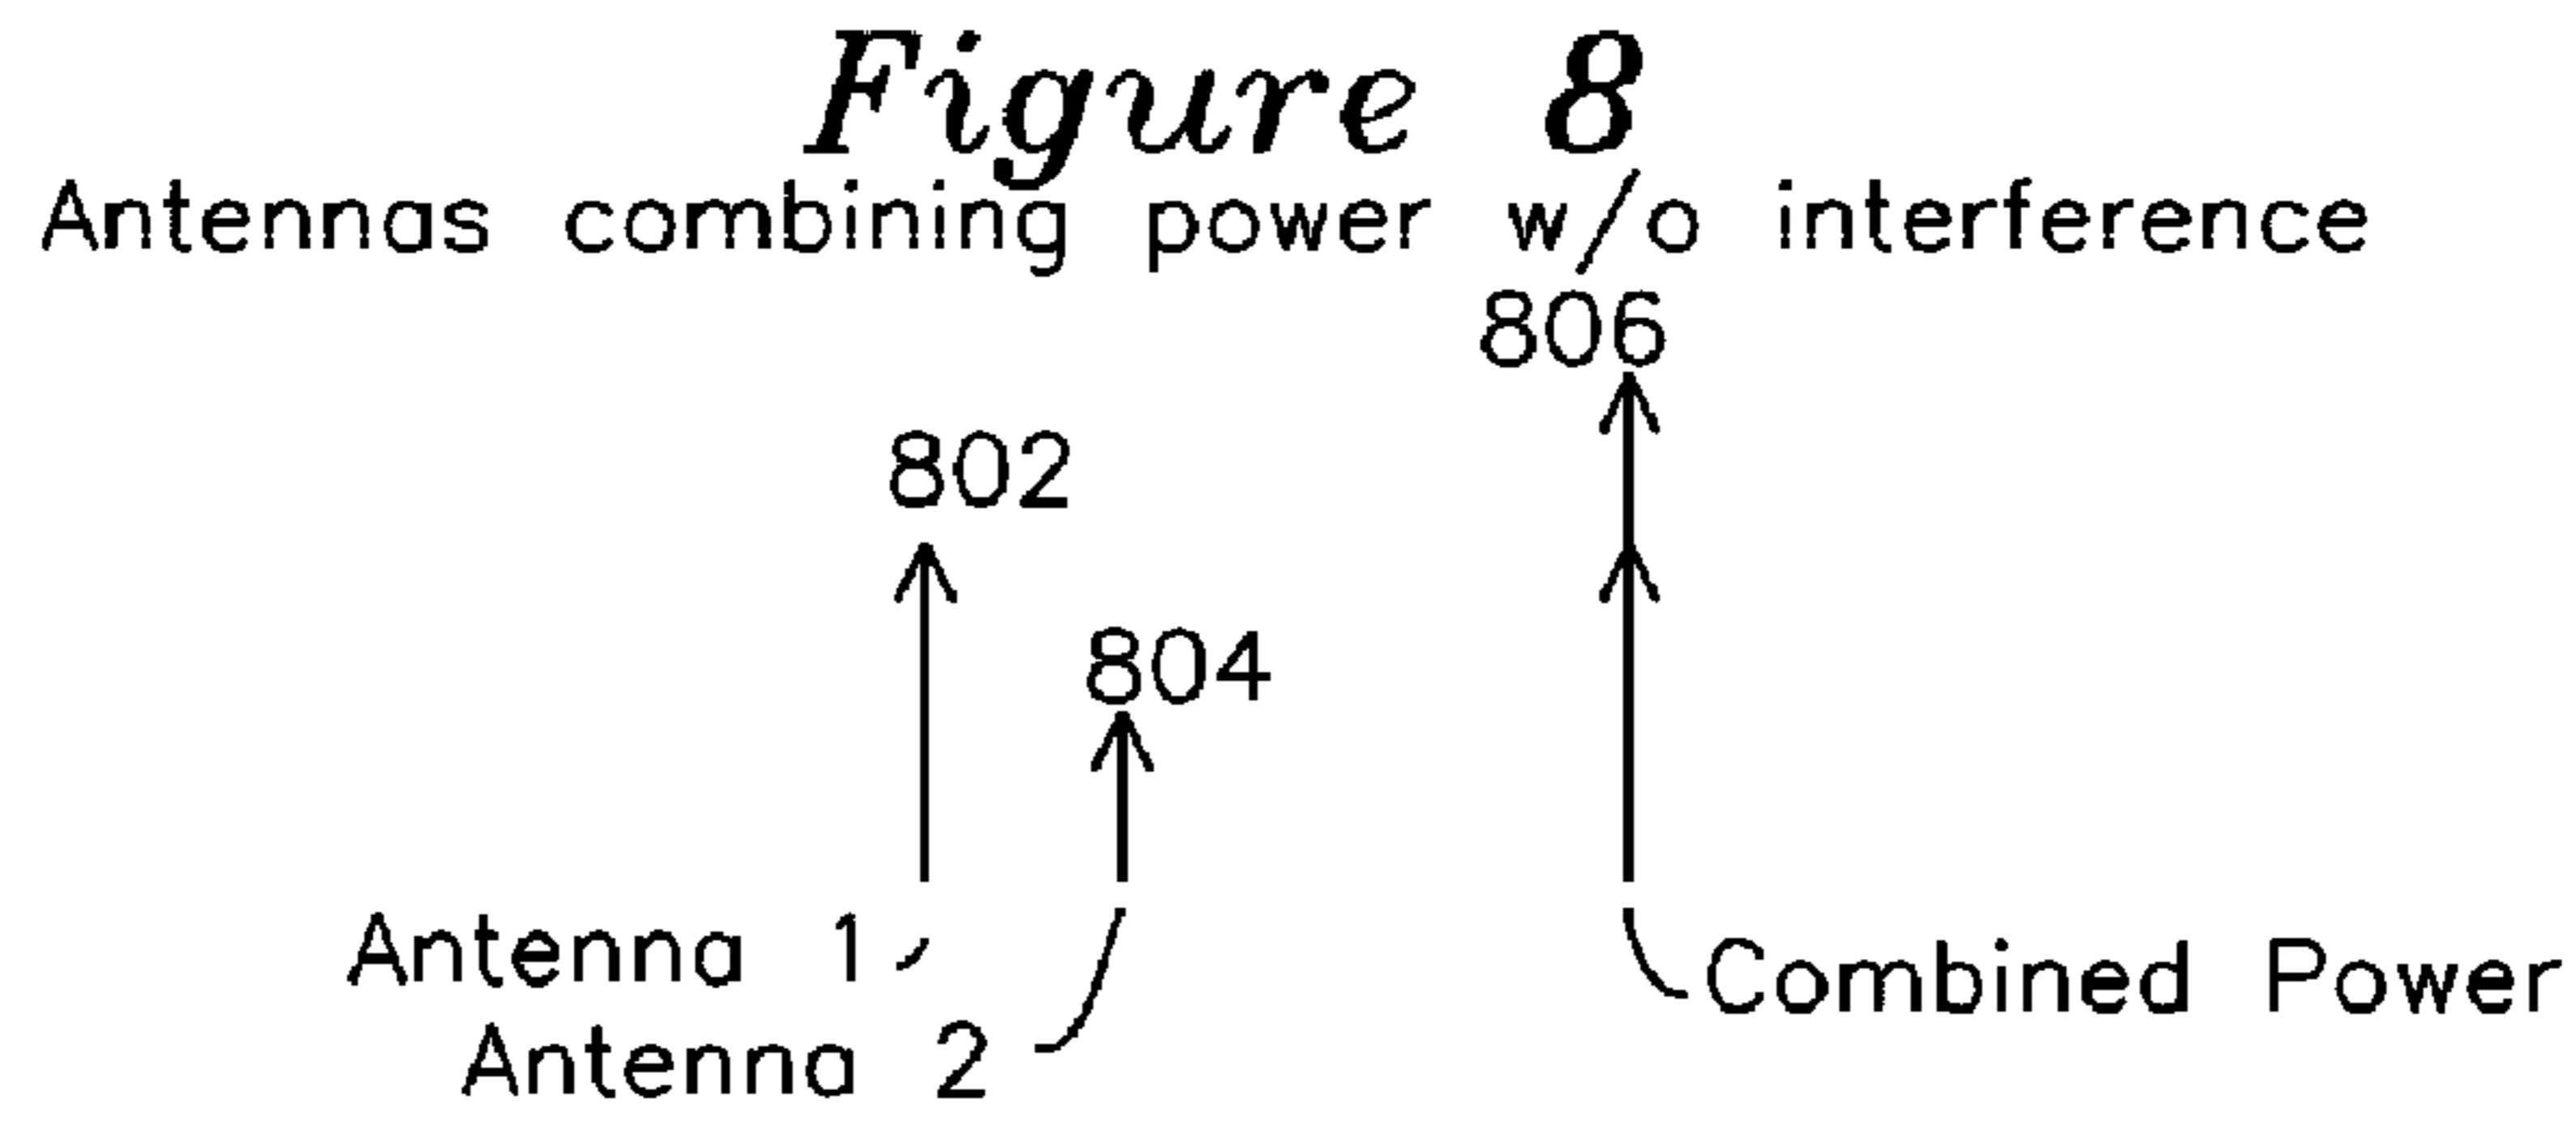 Figure 8
Antennas combining power w/o interference
806
802
804
Antenna 1
Combined Power
Antenna 2